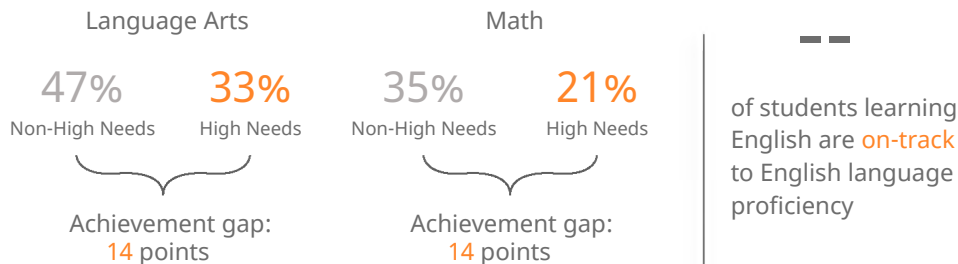 Language Arts
47%
Non-High Needs
33%
High Needs
Achievement gap:
14 points
Math
35%
Non-High Needs
21%
High Needs
Achievement gap:
14 points
--
of students learning
English are on-track
to English language
proficiency